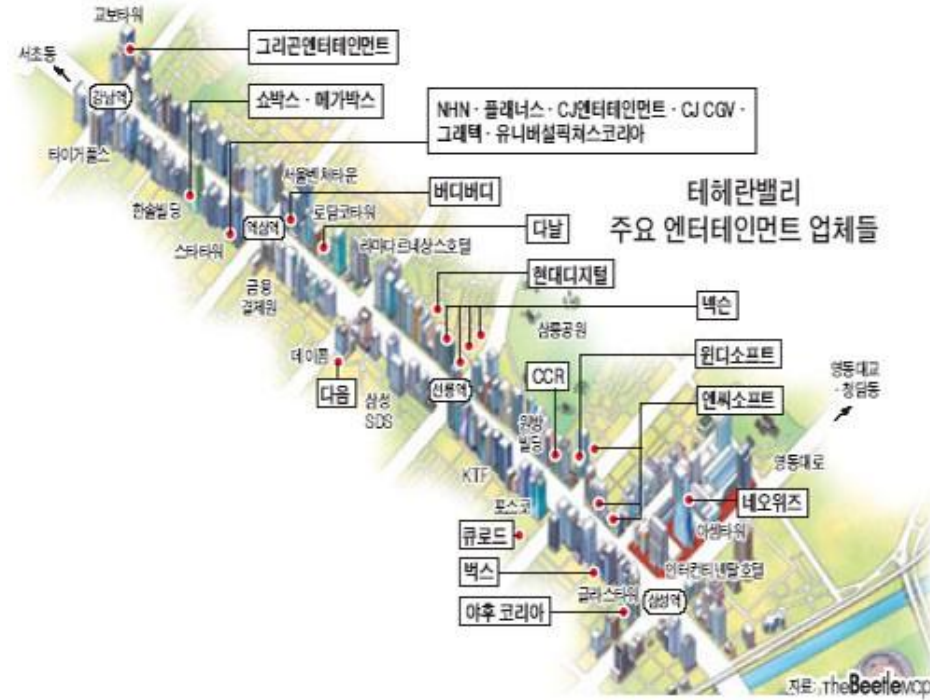 교보타워
그리곤엔터테인먼트
서초동
강남역
쇼박스 · 메가박스
NHN · 플래너스 · CJ엔터테인먼트 · CJ CGV ·
그래텍 · 유니버설픽쳐스코리아
타이거풀스
서울벤처타운
버디버디
테헤란밸리
주요 엔터테인먼트 업체들
한솔빌딩
로담코타워
역삼역
다날
스타타워
라마다르네상스호텔
현대디지털
금융
결제원
넥슨
삼릉공원
데이콤
윈디소프트
다음
선릉역
CCR
영동대교
· 청담동
삼성
SDS
엔씨소프트
원방
빌딩
영동대로
KTF
네오위즈
포스코
아셈타워
큐로드
벅스
인터컨티넨탈호텔
글라스타워
삼성역
야후 코리아
자료: theBeetlemap